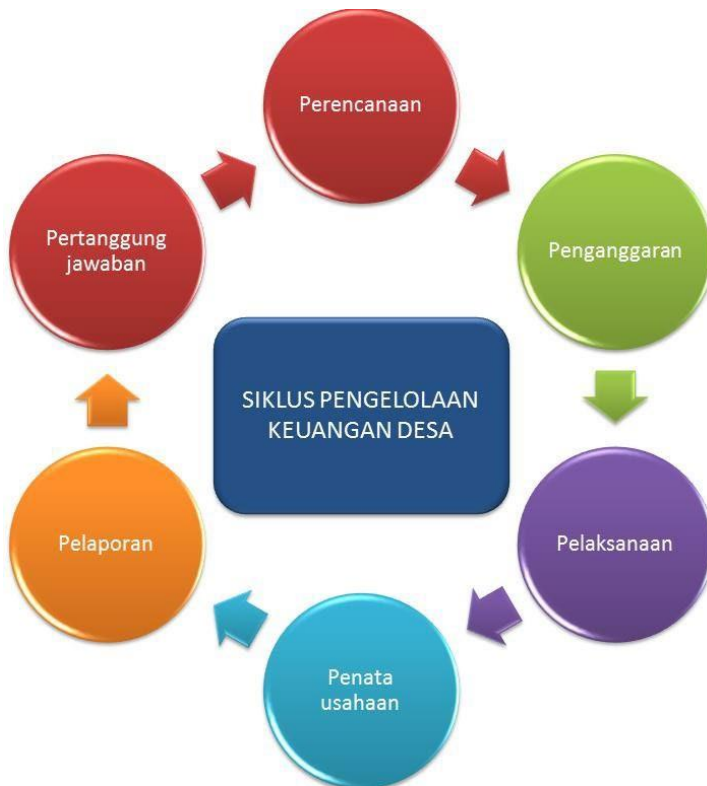 Perencanaan
Penganggaran
Pelaksanaan
Penata
usahaan
Pelaporan
Pertanggung
jawaban
SIKLUS PENGELOLAAN
KEUANGAN DESA